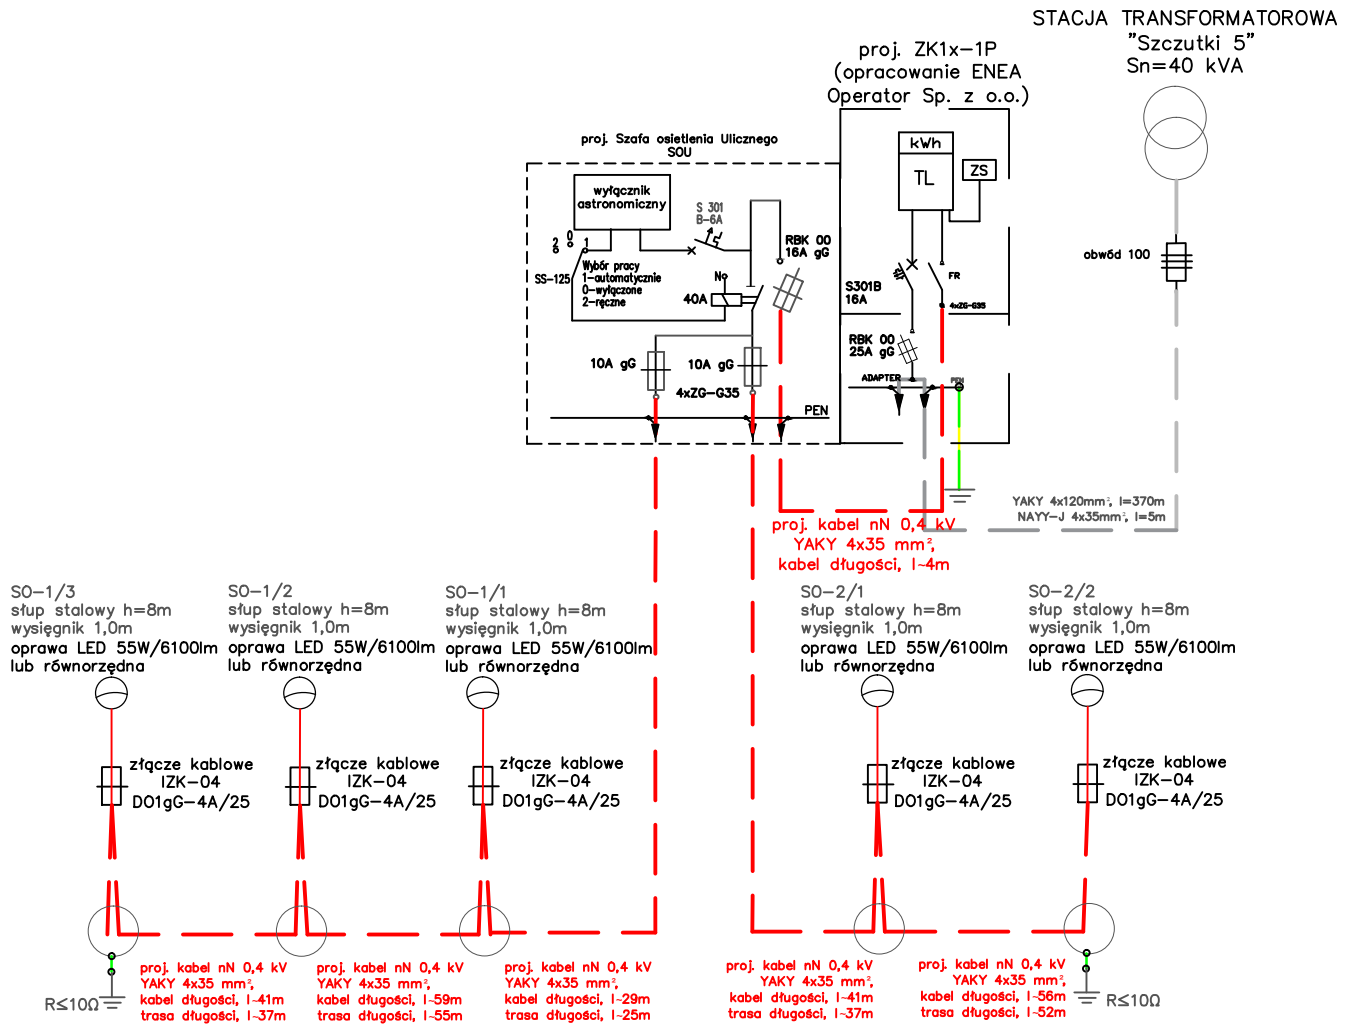 STACJA TRANSFORMATOROWA
"Szczutki 5"
Sn=40 kVA
proj. ZK1x-1P
(opracowanie ENEA
Operator Sp. z o.o.)
proj. Szafa osietlenia Ulicznego
SOU
kWh
TL
ZS
wyłącznik
astronomiczny
S 301
B-6A
RBK 00
16A gG
obwód 100
2
0
1
SS-125
Wybór pracy
1-automatycznie
0-wyłączone
2-ręczne
N
40A
S301B
16A
FR
4xZG-G35
RBK 00
25A gG
10A gG
10A gG
4xZG-G35
ADAPTER
PEN
PEN
YAKY 4x120mm², l=370m
NAYY-J 4x35mm², l=5m
proj. kabel nN 0,4 kV
YAKY 4x35 mm²,
kabel długości, l~4m
SO-1/3
słup stalowy h=8m
wysięgnik 1,0m
oprawa LED 55W/6100lm
lub równorzędna
SO-1/2
słup stalowy h=8m
wysięgnik 1,0m
oprawa LED 55W/6100lm
lub równorzędna
SO-1/1
słup stalowy h=8m
wysięgnik 1,0m
oprawa LED 55W/6100lm
lub równorzędna
SO-2/1
słup stalowy h=8m
wysięgnik 1,0m
oprawa LED 55W/6100lm
lub równorzędna
SO-2/2
słup stalowy h=8m
wysięgnik 1,0m
oprawa LED 55W/6100lm
lub równorzędna
złącze kablowe
IZK-04
DO1gG-4A/25
złącze kablowe
IZK-04
DO1gG-4A/25
złącze kablowe
IZK-04
DO1gG-4A/25
złącze kablowe
IZK-04
DO1gG-4A/25
złącze kablowe
IZK-04
DO1gG-4A/25
R≤10Ω
proj. kabel nN 0,4 kV
YAKY 4x35 mm²,
kabel długości, l~41m
trasa długości, l~37m
proj. kabel nN 0,4 kV
YAKY 4x35 mm²,
kabel długości, l~59m
trasa długości, l~55m
proj. kabel nN 0,4 kV
YAKY 4x35 mm²,
kabel długości, l~29m
trasa długości, l~25m
proj. kabel nN 0,4 kV
YAKY 4x35 mm²,
kabel długości, l~41m
trasa długości, l~37m
proj. kabel nN 0,4 kV
YAKY 4x35 mm²,
kabel długości, l~56m
trasa długości, l~52m
R≤10Ω